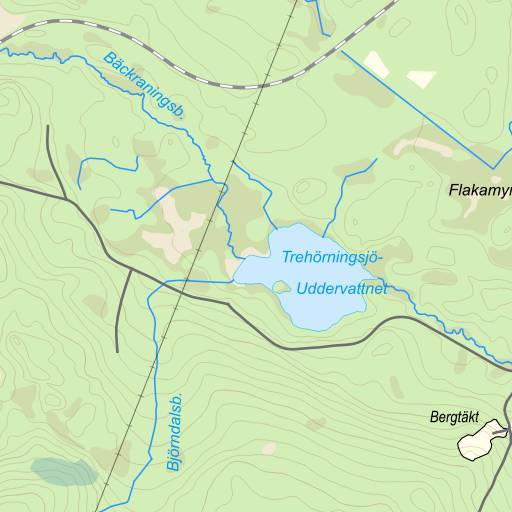 Bäckraningsb.
Flakamyr
Trehörningsjö-
Uddervattnet
Björndalsb.
Bergtäkt